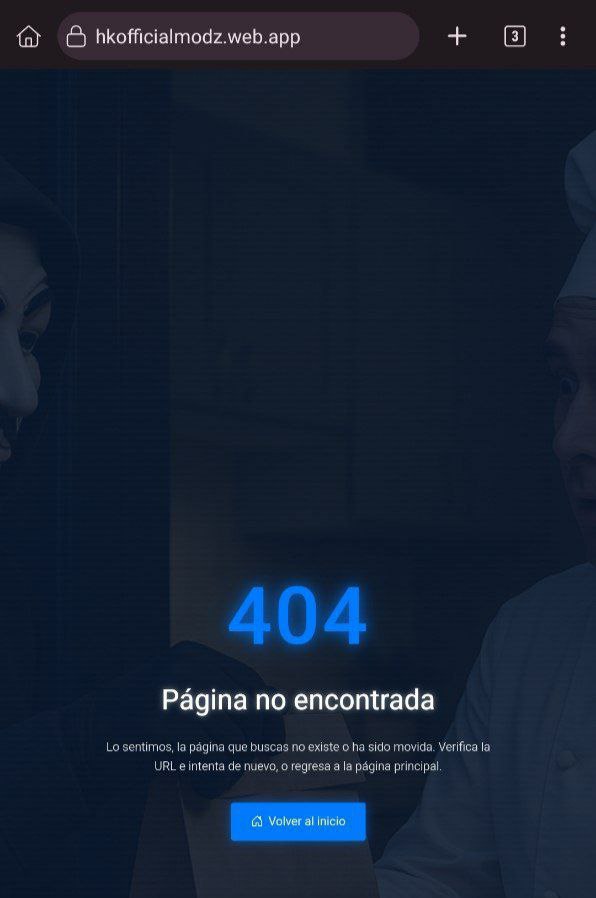 hkofficialmodz.web.app
3
404
Página no encontrada
Lo sentimos, la página que buscas no existe o ha sido movida. Verifica la
URL e intenta de nuevo, o regresa a la página principal.
Volver al inicio